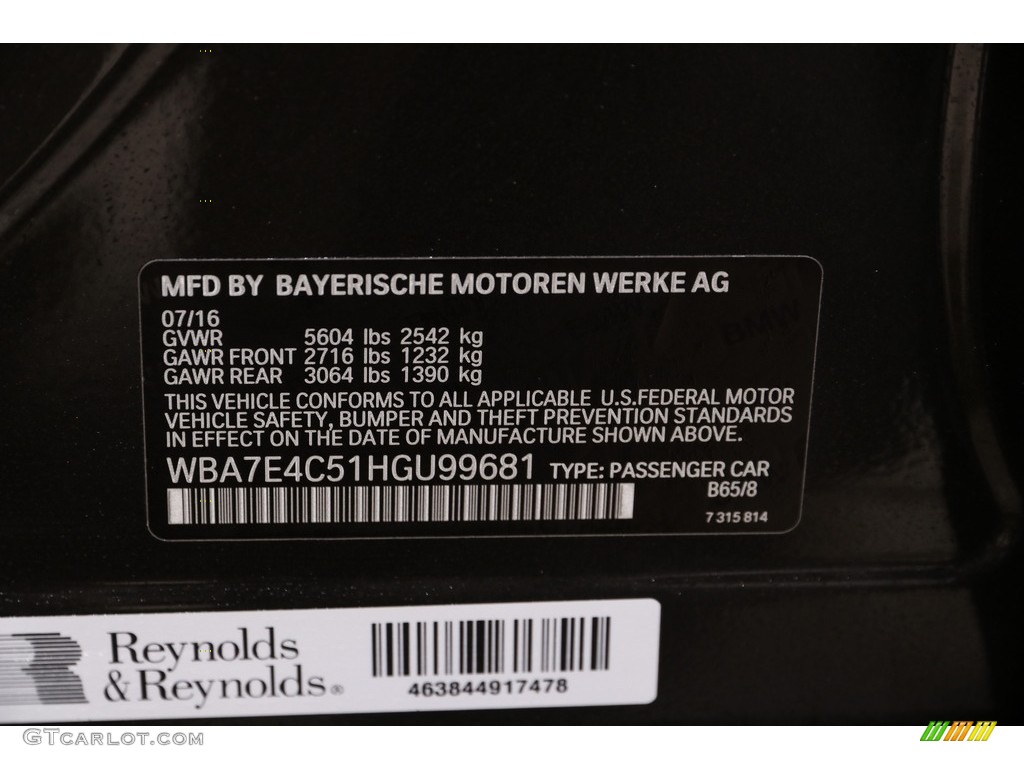 MFD BY BAYERISCHE MOTOREN WERKE AG
07/16
GVWR 5604 lbs 2542 kg
GAWR FRONT 2716 lbs 1232 kg
GAWR REAR 3064 lbs 1390 kg
THIS VEHICLE CONFORMS TO ALL APPLICABLE U.S.FEDERAL MOTOR
VEHICLE SAFETY, BUMPER AND THEFT PREVENTION STANDARDS
IN EFFECT ON THE DATE OF MANUFACTURE SHOWN ABOVE.
WBA7E4C51HGU99681 TYPE: PASSENGER CAR
B65/8
7 315 814
Reynolds
& Reynolds®
463844917478
GTCARLOT.COM